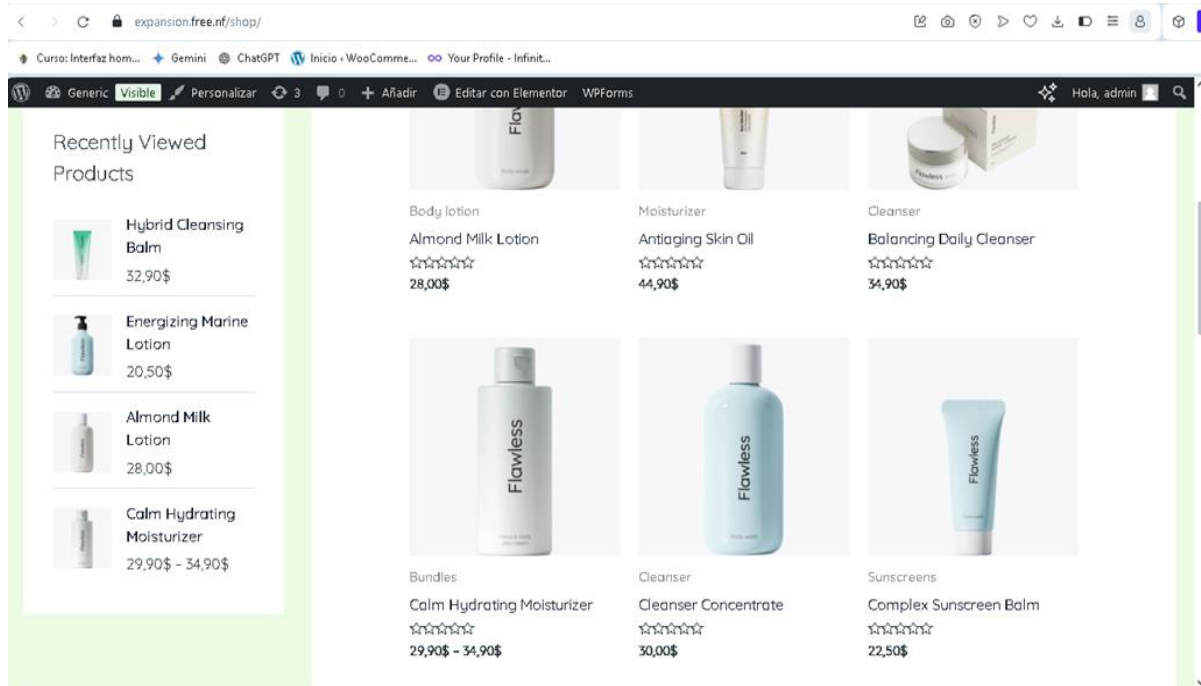 expansion.free.nf/shop/
Curso: Interfaz hom... Gemini ChatGPT Inicio ‹ WooComme... Your Profile - Infinit...
Generic Visible Personalizar 3 0 Añadir Editar con Elementor WPForms Hola, admin
Recently Viewed
Products
Hybrid Cleansing
Balm
32,90$
Energizing Marine
Lotion
20,50$
Almond Milk
Lotion
28,00$
Calm Hydrating
Moisturizer
29,90$ – 34,90$
Flaw
Flawless
Body lotion
Almond Milk Lotion
28,00$
Moisturizer
Antiaging Skin Oil
44,90$
Cleanser
Balancing Daily Cleanser
34,90$
Flawless
Bundles
Calm Hydrating Moisturizer
29,90$ – 34,90$
Flawless
Cleanser
Cleanser Concentrate
30,00$
Flawless
Sunscreens
Complex Sunscreen Balm
22,50$